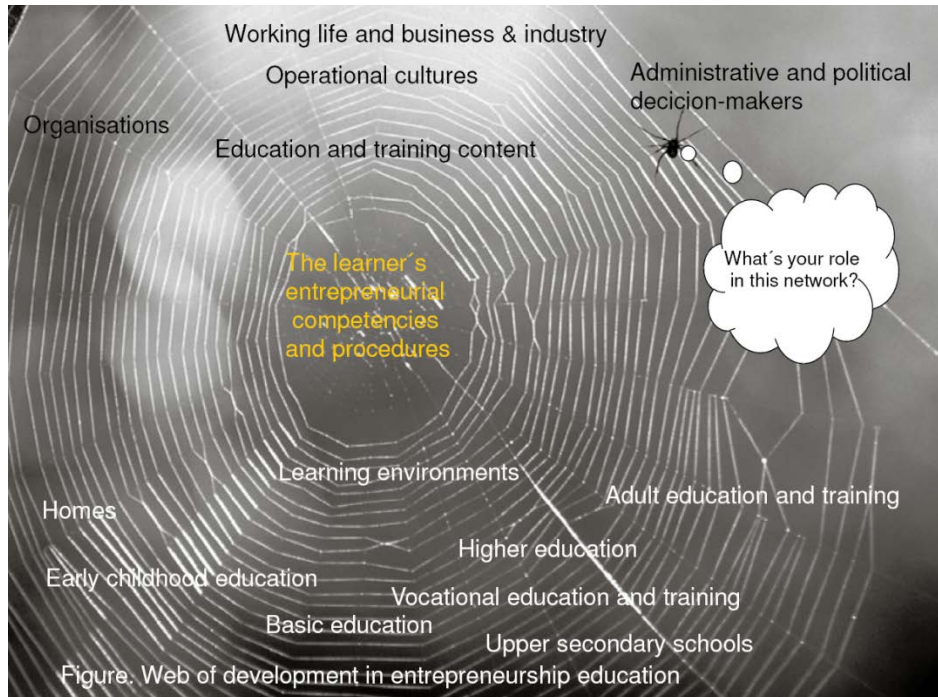 Working life and business & industry
Operational cultures
Administrative and political
decicion-makers
Organisations
Education and training content
What´s your role
in this network?
The learner´s
entrepreneurial
competencies
and procedures
Learning environments
Adult education and training
Homes
Higher education
Early childhood education
Vocational education and training
Basic education
Upper secondary schools
Figure. Web of development in entrepreneurship education